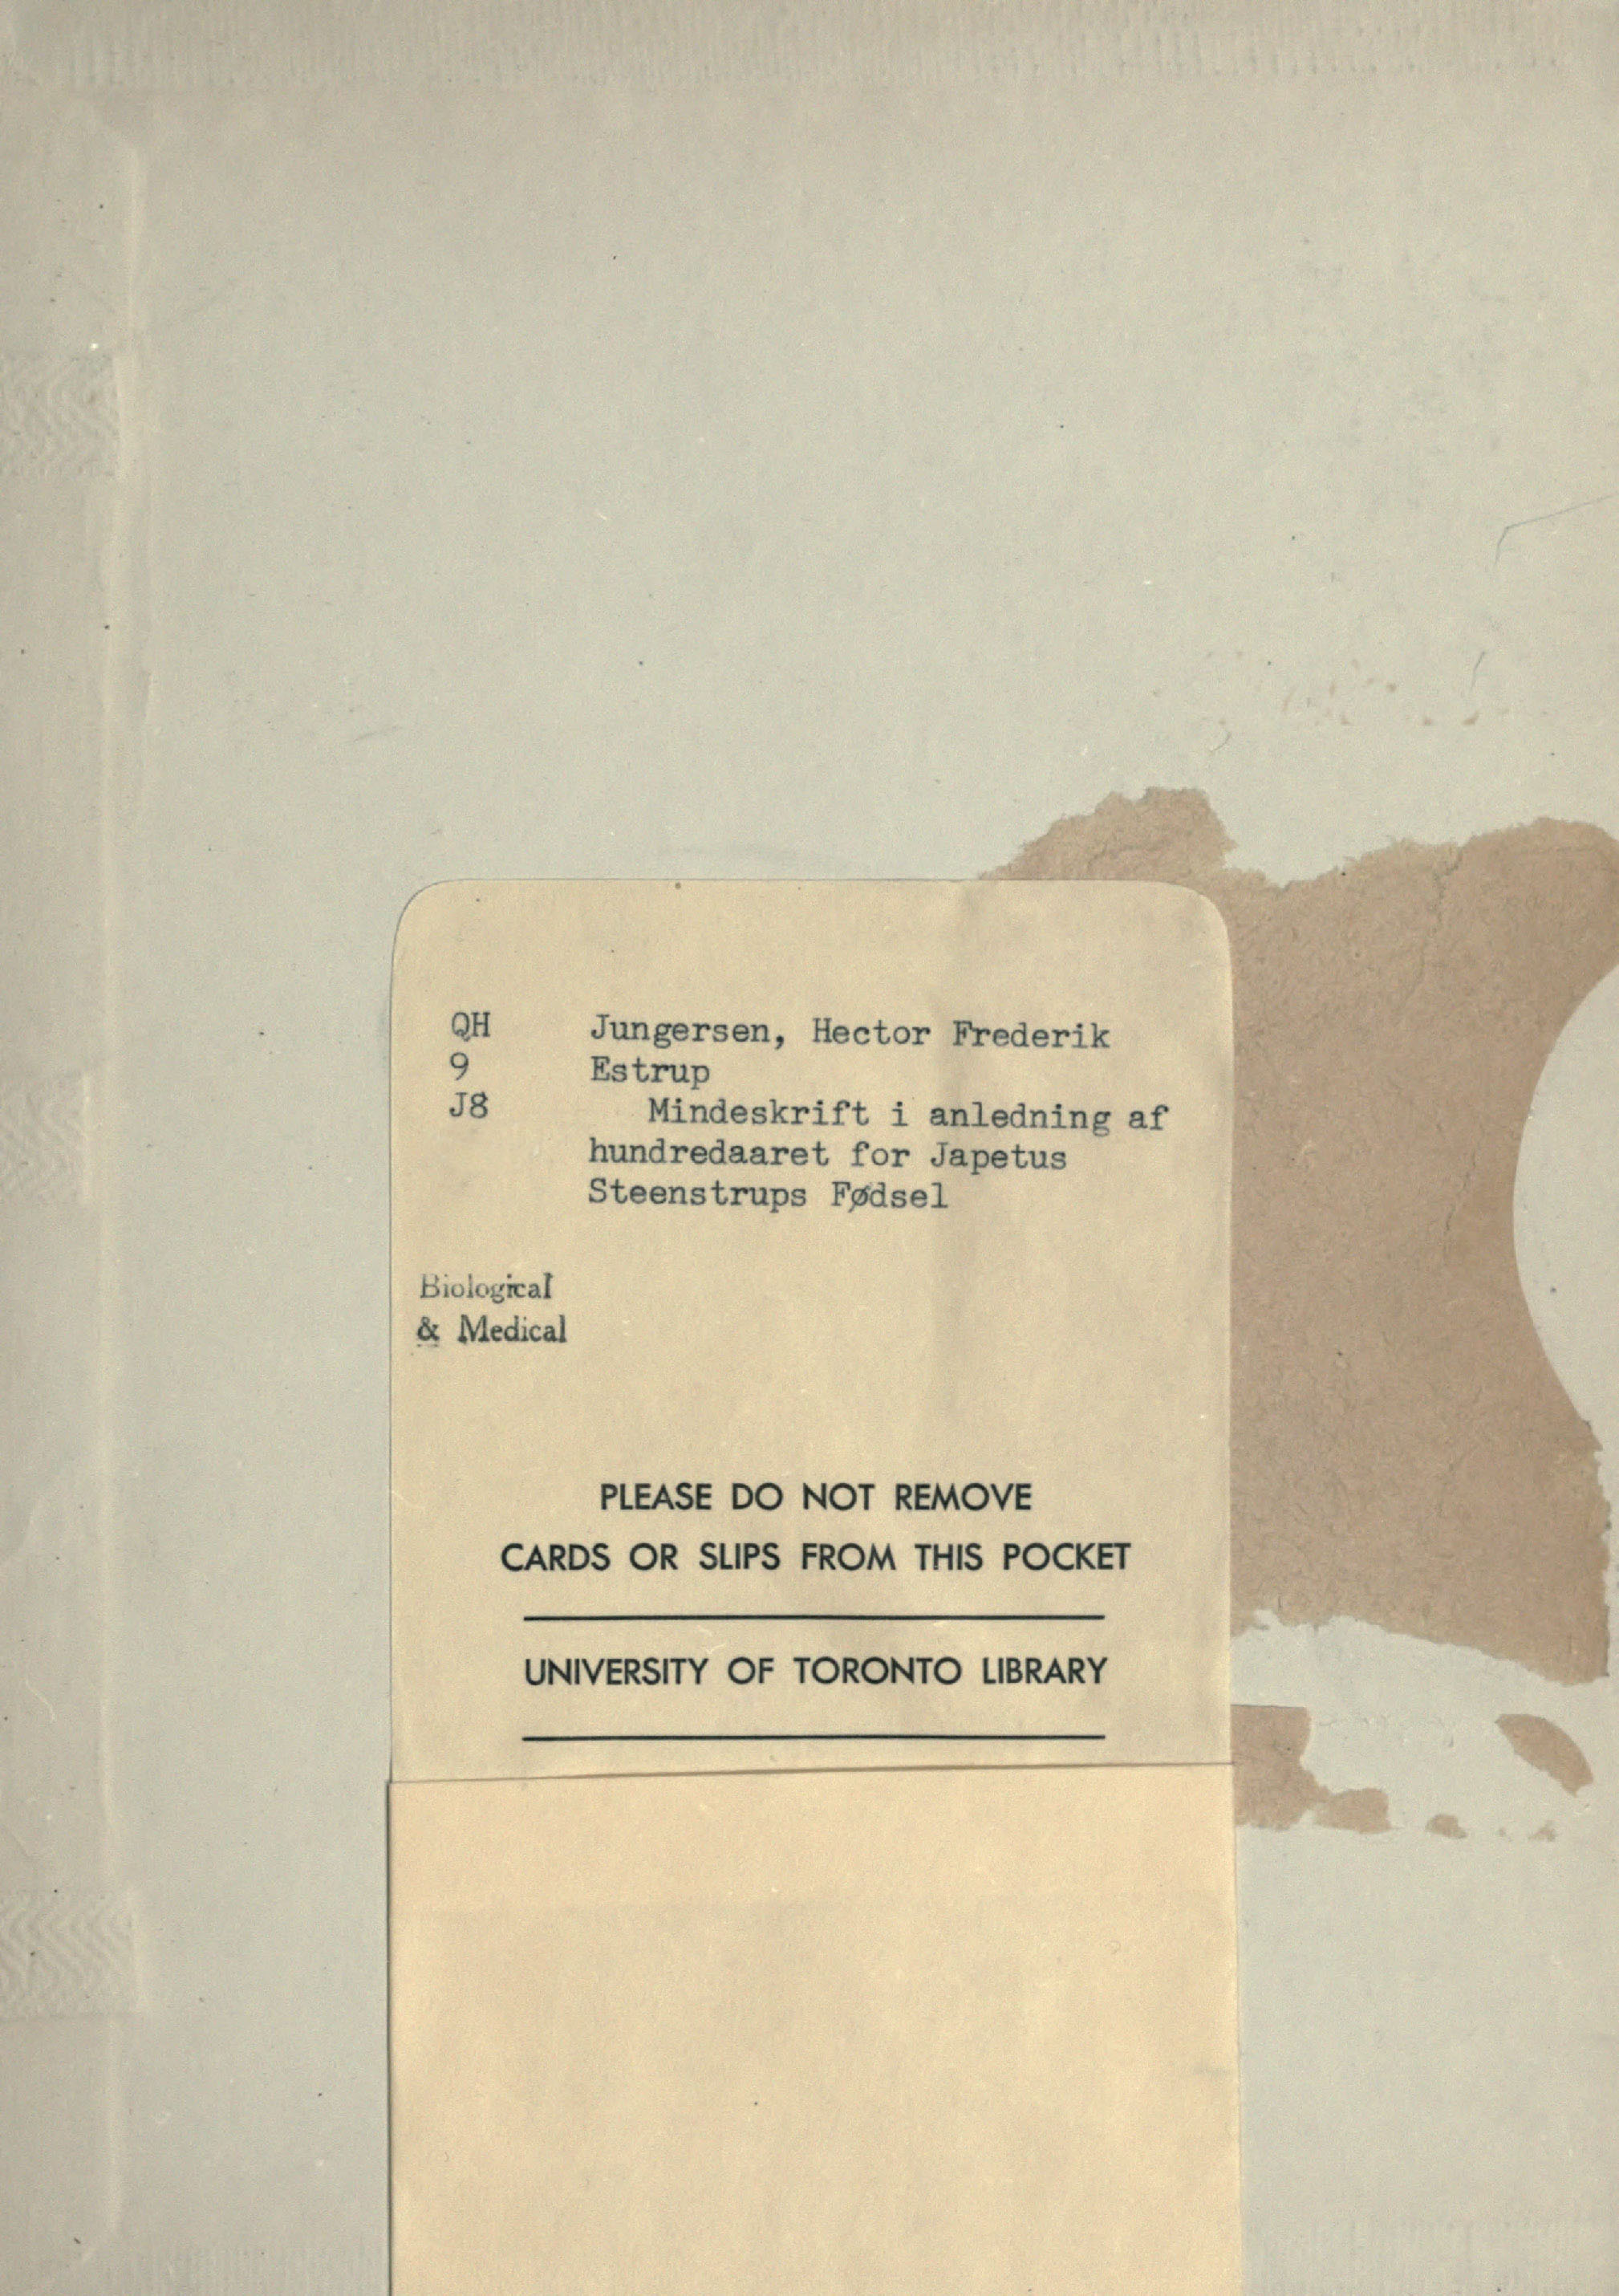 QH Jungersen, Hector Frederik
9 Estrup
J8 Mindeskrift i anledning af
hundredaaret for Japetus
Steenstrups Fødsel
Biological
& Medical
PLEASE DO NOT REMOVE
CARDS OR SLIPS FROM THIS POCKET
UNIVERSITY OF TORONTO LIBRARY